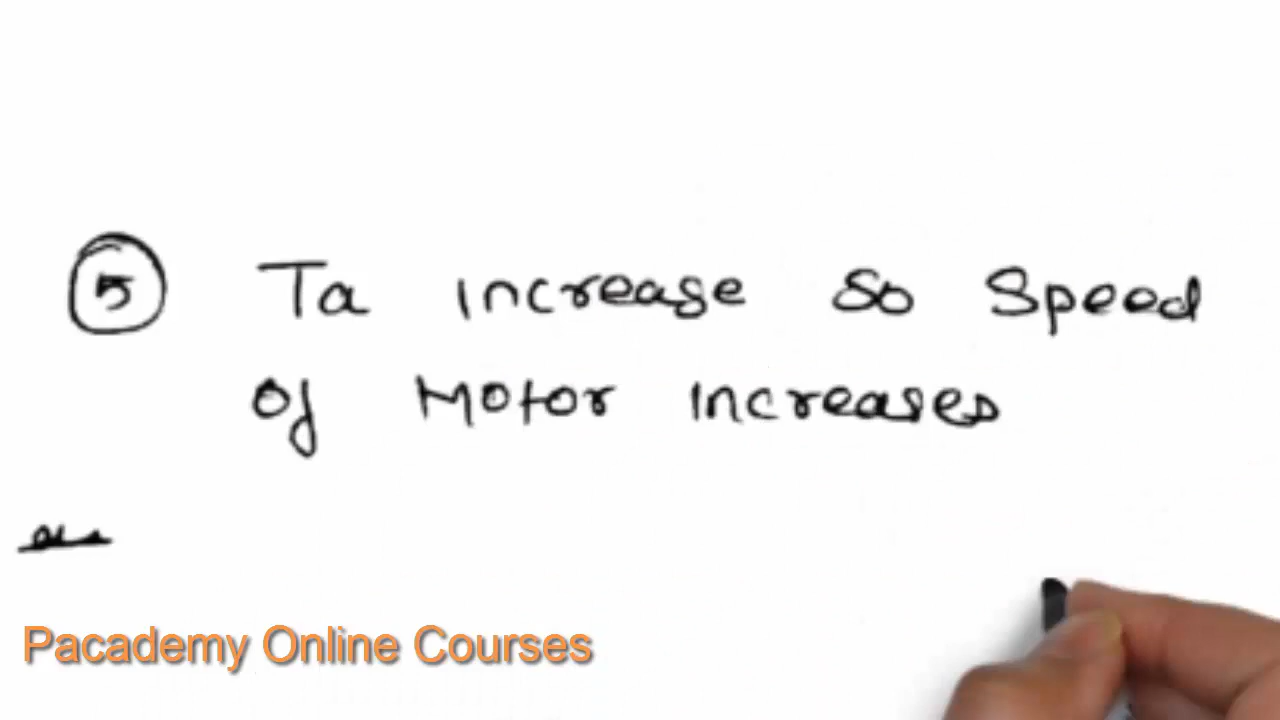 5 Ta increase so Speed
Of Motor increases
Pacademy Online Courses